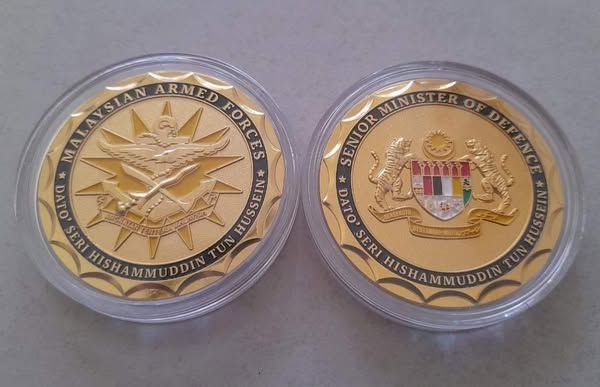 MALAYSIAN ARMED FORCES
★ DATO' SERI HISHAMMUDDIN TUN HUSSEIN ★
SENIOR MINISTER OF DEFENCE
★ DATO' SERI HISHAMMUDDIN TUN HUSSEIN ★